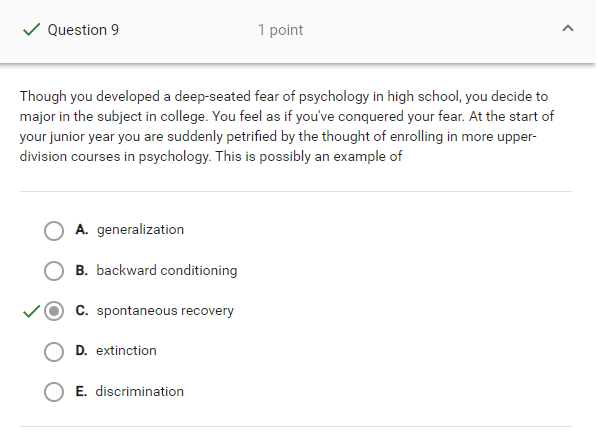 Question 9 1 point
Though you developed a deep-seated fear of psychology in high school, you decide to
major in the subject in college. You feel as if you've conquered your fear. At the start of
your junior year you are suddenly petrified by the thought of enrolling in more upper-
division courses in psychology. This is possibly an example of
A. generalization
B. backward conditioning
C. spontaneous recovery
D. extinction
E. discrimination